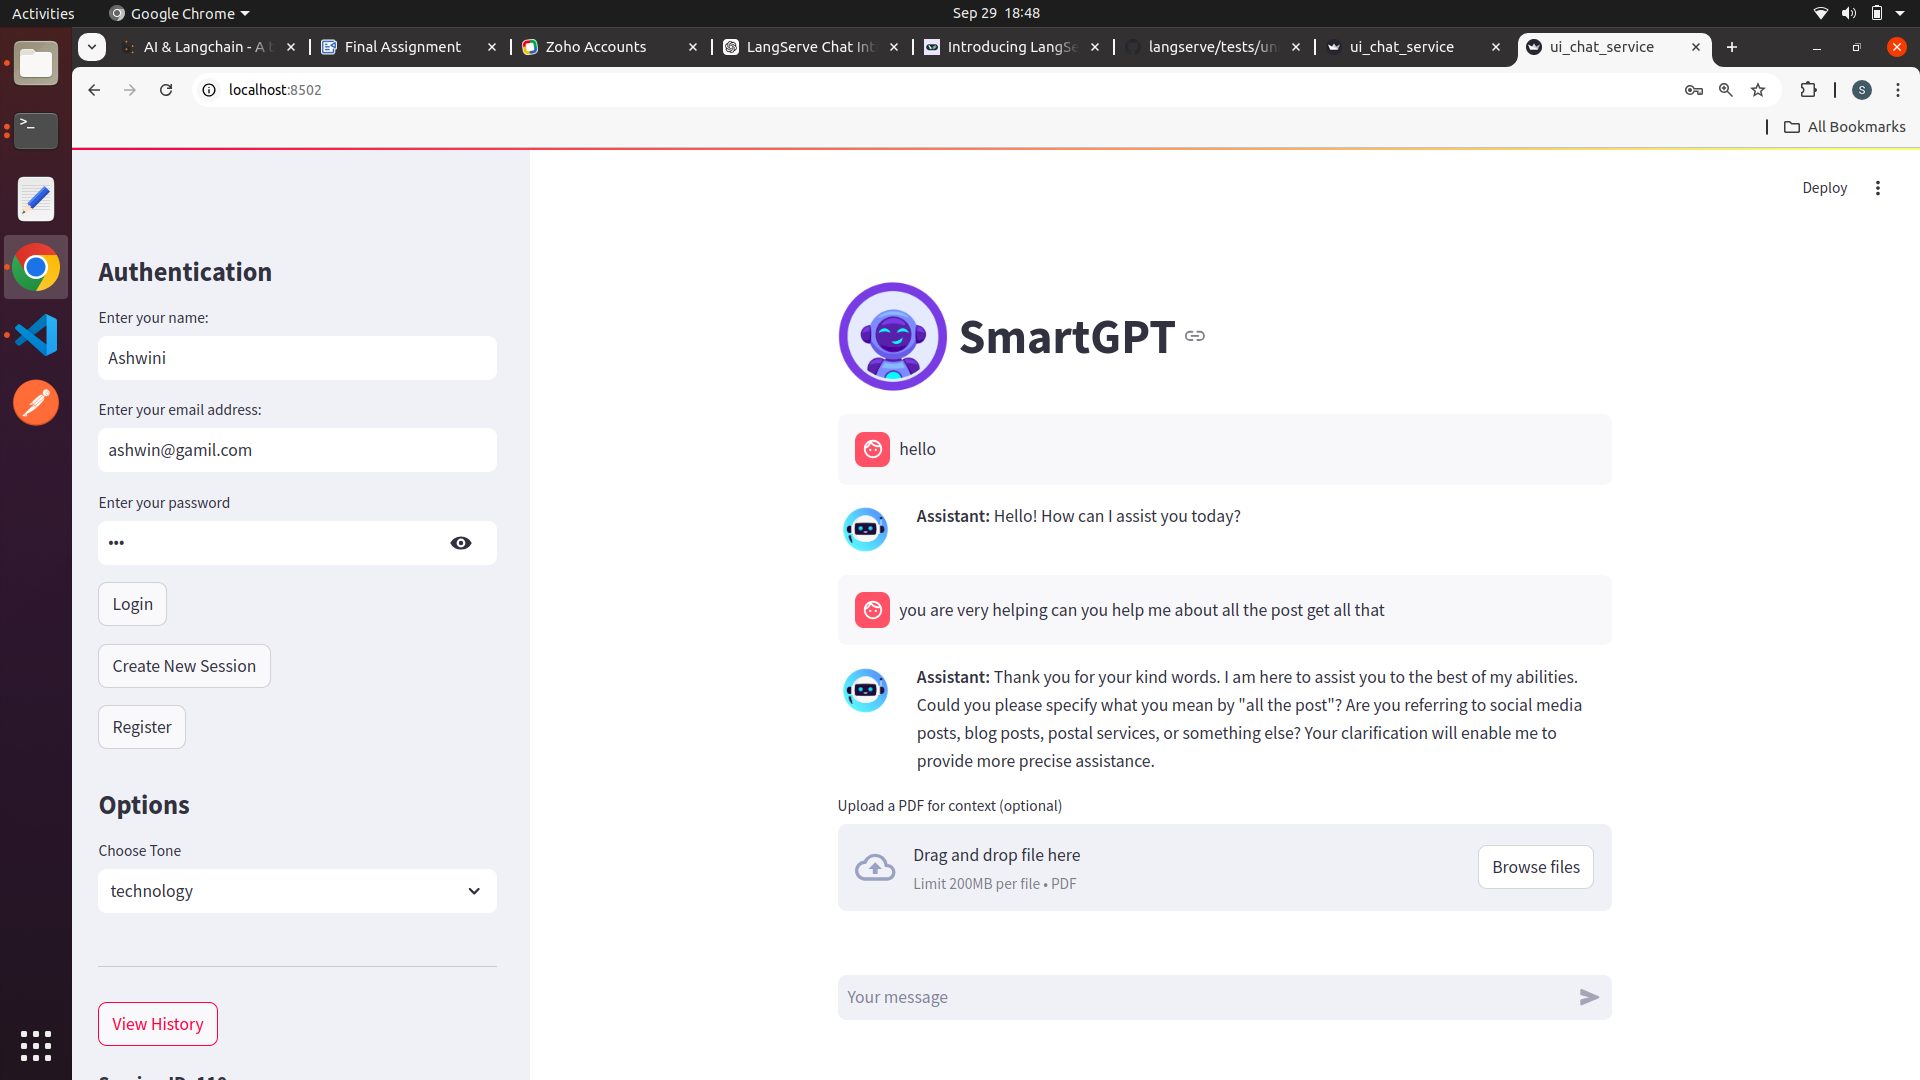 Activities
Google Chrome
Sep 29 18:48
AI & Langchain - A t
Final Assignment
Zoho Accounts
LangServe Chat Int
Introducing LangSe
langserve/tests/un
ui_chat_service
ui_chat_service
localhost:8502
S
All Bookmarks
Deploy
Authentication
Enter your name:
Ashwini
Enter your email address:
ashwin@gamil.com
Enter your password
•••
Login
Create New Session
Register
Options
Choose Tone
technology
View History
SmartGPT
hello
Assistant: Hello! How can I assist you today?
you are very helping can you help me about all the post get all that
Assistant: Thank you for your kind words. I am here to assist you to the best of my abilities.
Could you please specify what you mean by "all the post"? Are you referring to social media
posts, blog posts, postal services, or something else? Your clarification will enable me to
provide more precise assistance.
Upload a PDF for context (optional)
Drag and drop file here
Limit 200MB per file • PDF
Browse files
Your message